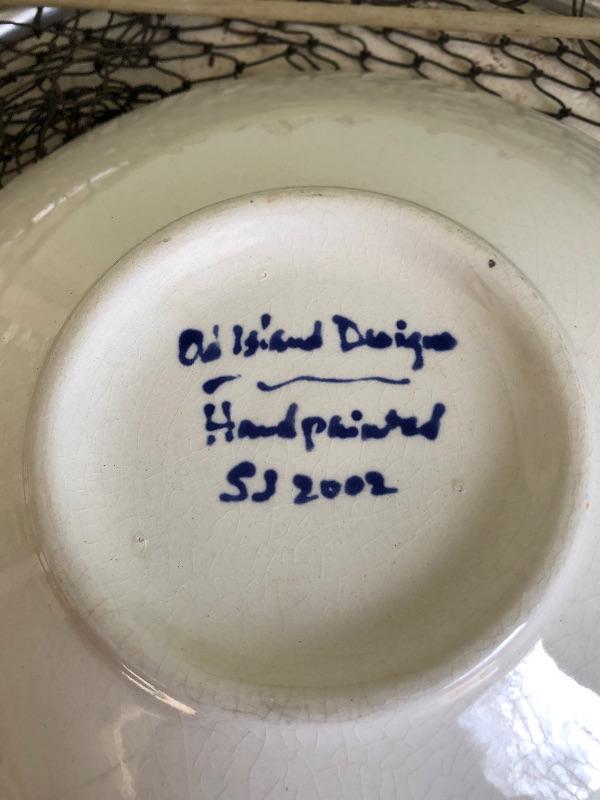 Old Island Designs
Handpainted
SJ 2002